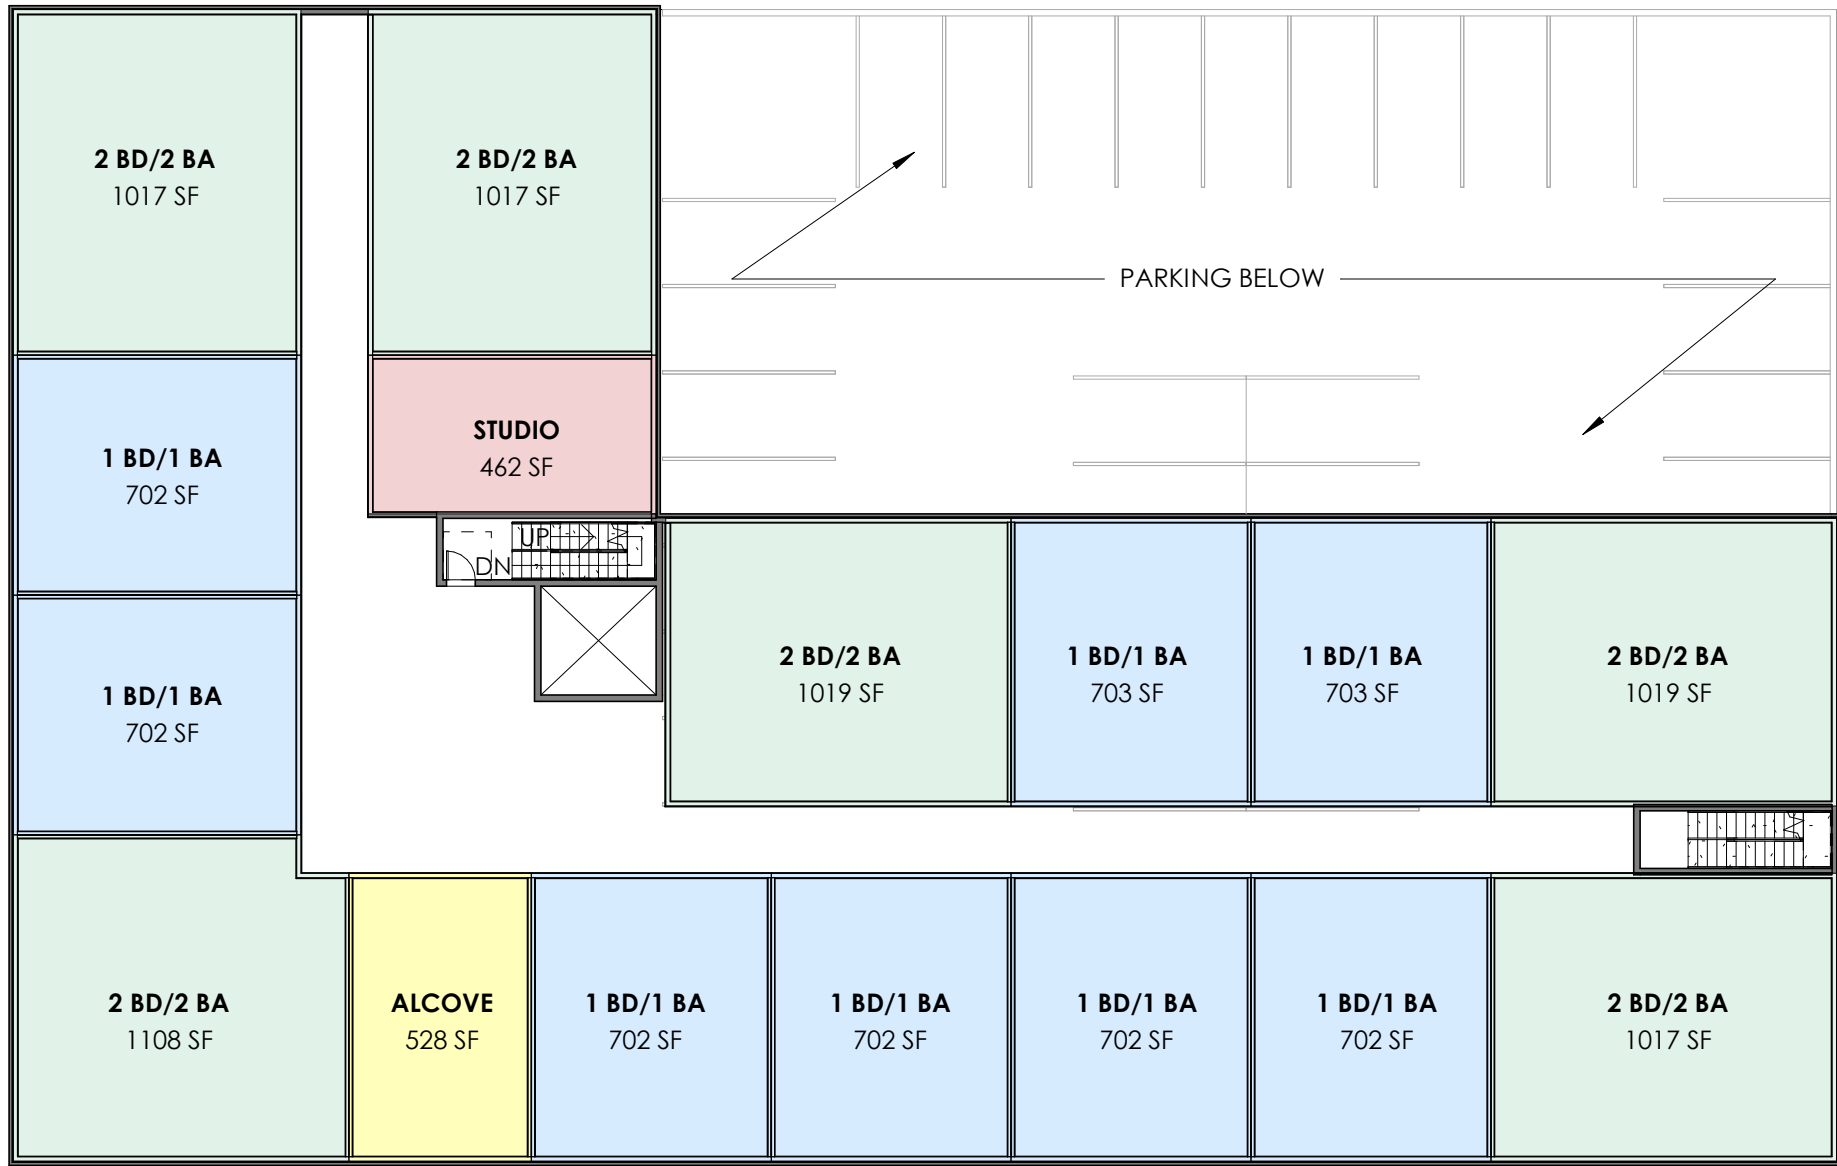 2 BD/2 BA
1017 SF
2 BD/2 BA
1017 SF
PARKING BELOW
STUDIO
462 SF
1 BD/1 BA
702 SF
UP
DN
1 BD/1 BA
702 SF
2 BD/2 BA
1019 SF
1 BD/1 BA
703 SF
1 BD/1 BA
703 SF
2 BD/2 BA
1019 SF
2 BD/2 BA
1108 SF
ALCOVE
528 SF
1 BD/1 BA
702 SF
1 BD/1 BA
702 SF
1 BD/1 BA
702 SF
1 BD/1 BA
702 SF
2 BD/2 BA
1017 SF